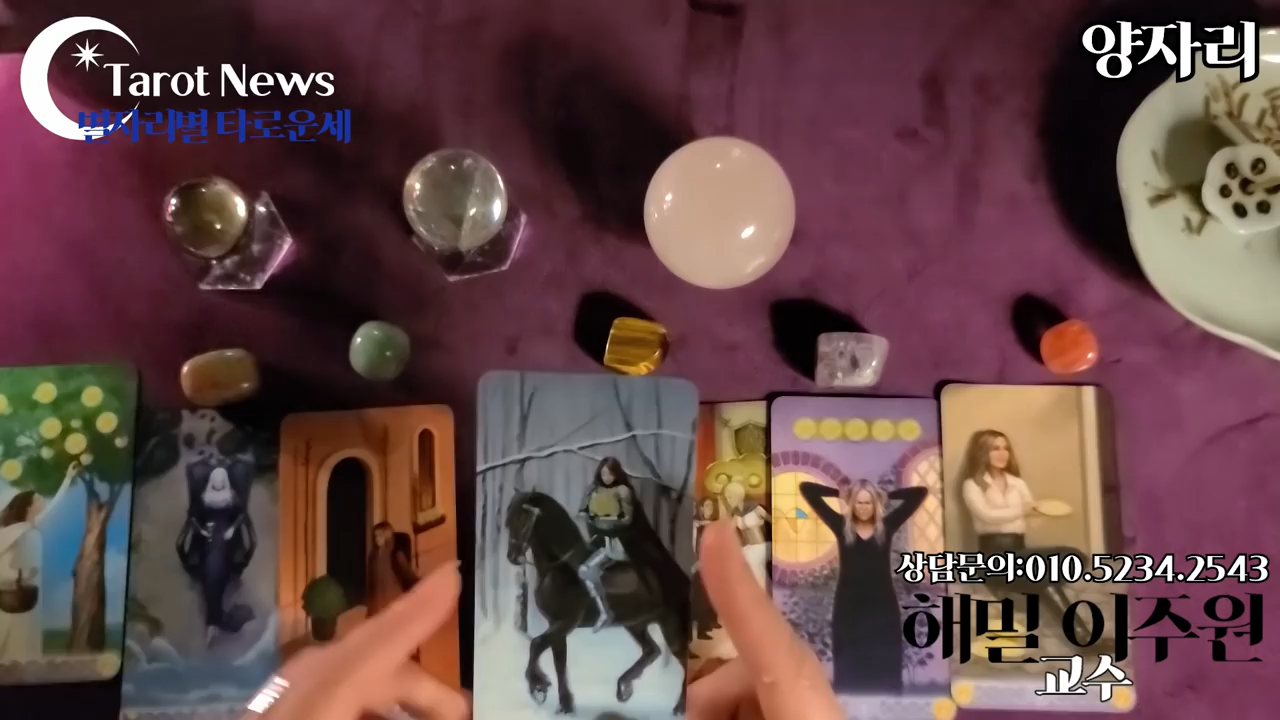 Tarot News
별자리별 타로운세
양자리
상담문의:010.5234.2543
해밀 이주원
교수